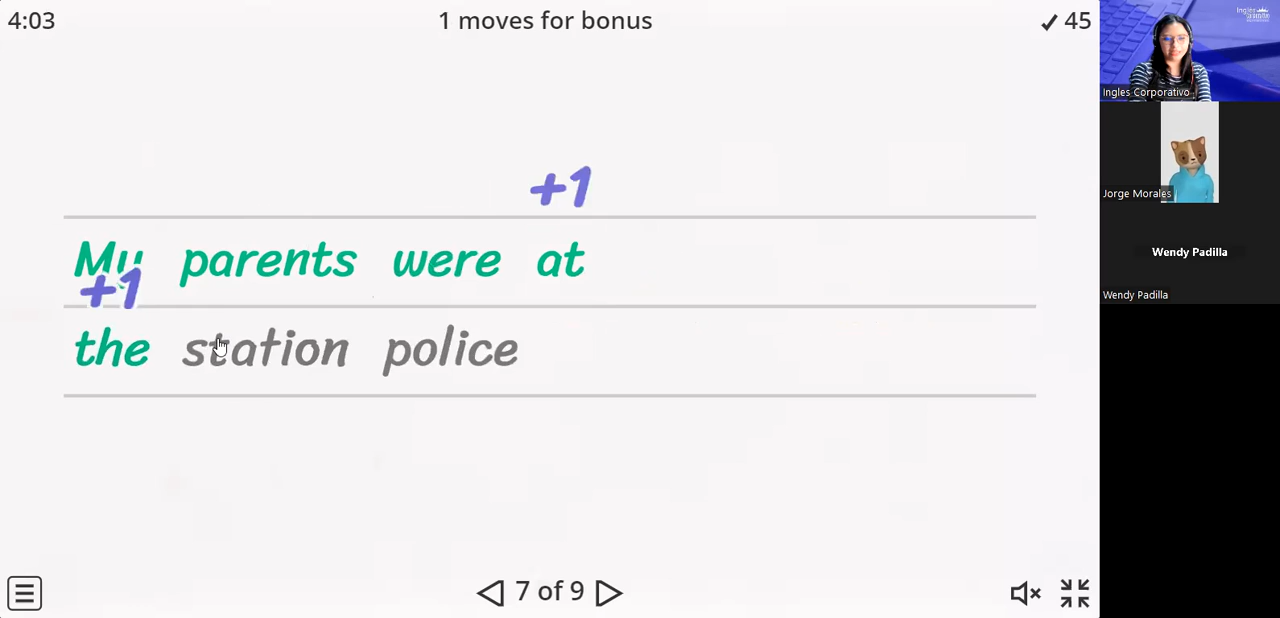 4:03
1 moves for bonus
✓ 45
+1
My parents were at
+1
the station police
7 of 9
Ingles Corporativo
Jorge Morales
Wendy Padilla
Wendy Padilla